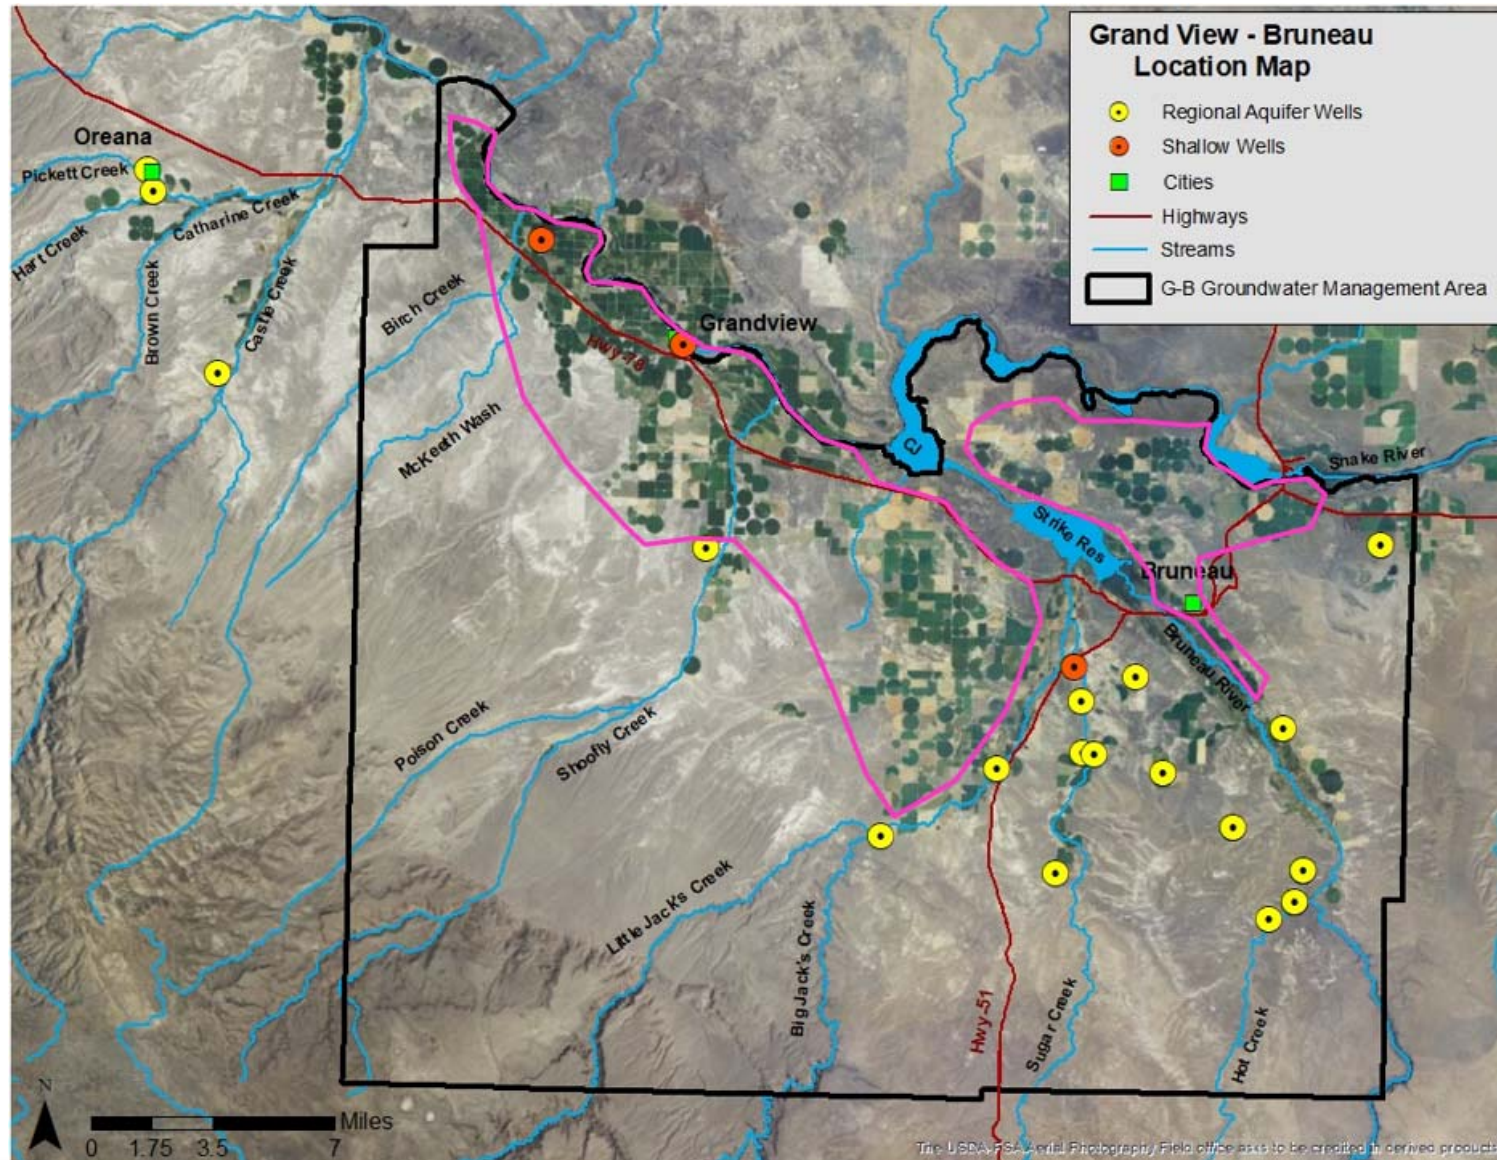 Grand View - Bruneau
Location Map
Regional Aquifer Wells
Shallow Wells
Cities
Highways
Streams
G-B Groundwater Management Area
Oreana
Pickett Creek
Catharine Creek
Hart Creek
Brown Creek
Castle Creek
Birch Creek
McKeeth Wash
Grandview
Hwy-78
CJ
Strike Res
Snake River
Bruneau
Bruneau River
Poison Creek
Shoofly Creek
Little Jack's Creek
Big Jack's Creek
Hwy-51
Sugar Creek
Hot Creek
N
Miles
0 1.75 3.5 7
The USDA-FSA Aerial Photography Field office asks to be credited in derived products